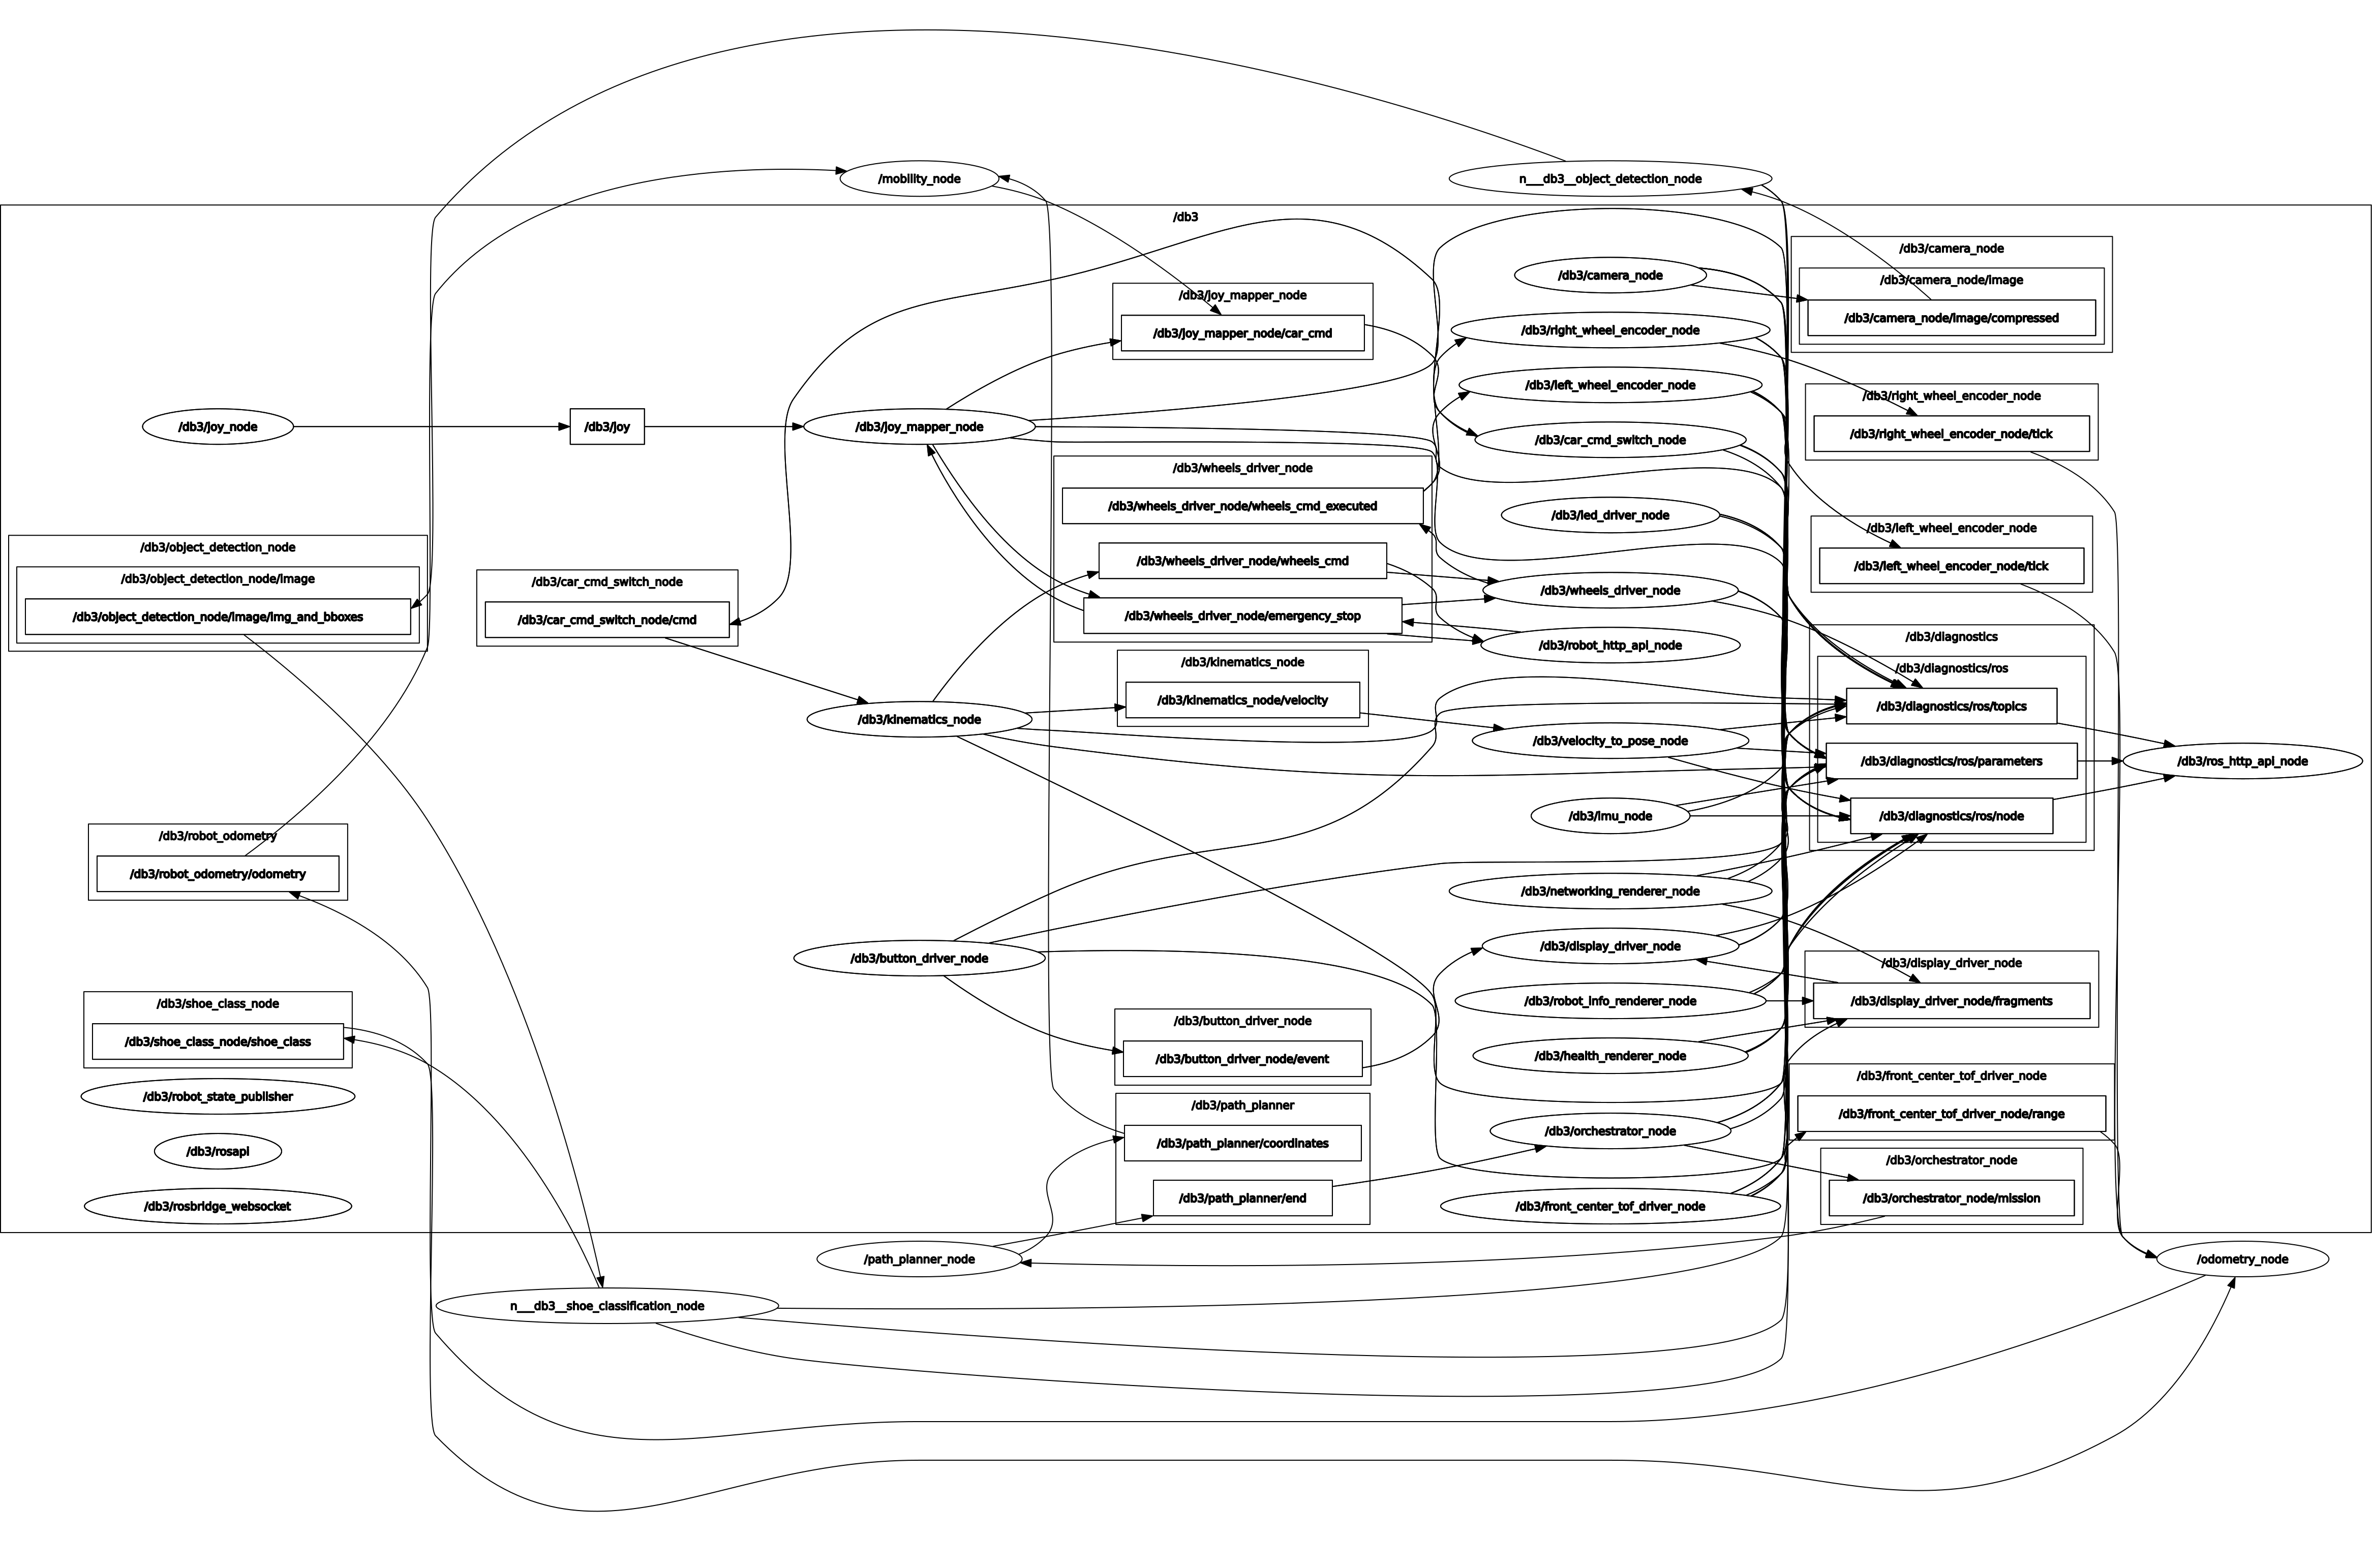 /mobility_node
n___db3__object_detection_node
/db3
/db3/camera_node
/db3/camera_node
/db3/camera_node/image
/db3/camera_node/image/compressed
/db3/joy_mapper_node
/db3/joy_mapper_node/car_cmd
/db3/right_wheel_encoder_node
/db3/left_wheel_encoder_node
/db3/right_wheel_encoder_node
/db3/right_wheel_encoder_node/tick
/db3/joy_node
/db3/joy
/db3/joy_mapper_node
/db3/car_cmd_switch_node
/db3/wheels_driver_node
/db3/wheels_driver_node/wheels_cmd_executed
/db3/led_driver_node
/db3/left_wheel_encoder_node
/db3/left_wheel_encoder_node/tick
/db3/object_detection_node
/db3/object_detection_node/image
/db3/object_detection_node/image/img_and_bboxes
/db3/car_cmd_switch_node
/db3/car_cmd_switch_node/cmd
/db3/wheels_driver_node/wheels_cmd
/db3/wheels_driver_node/emergency_stop
/db3/wheels_driver_node
/db3/robot_http_api_node
/db3/diagnostics
/db3/diagnostics/ros
/db3/diagnostics/ros/topics
/db3/diagnostics/ros/parameters
/db3/diagnostics/ros/node
/db3/ros_http_api_node
/db3/kinematics_node
/db3/kinematics_node/velocity
/db3/kinematics_node
/db3/velocity_to_pose_node
/db3/imu_node
/db3/robot_odometry
/db3/robot_odometry/odometry
/db3/networking_renderer_node
/db3/button_driver_node
/db3/display_driver_node
/db3/display_driver_node
/db3/display_driver_node/fragments
/db3/robot_info_renderer_node
/db3/shoe_class_node
/db3/shoe_class_node/shoe_class
/db3/button_driver_node
/db3/button_driver_node/event
/db3/health_renderer_node
/db3/front_center_tof_driver_node
/db3/front_center_tof_driver_node/range
/db3/robot_state_publisher
/db3/path_planner
/db3/path_planner/coordinates
/db3/path_planner/end
/db3/orchestrator_node
/db3/orchestrator_node
/db3/orchestrator_node/mission
/db3/rosapi
/db3/rosbridge_websocket
/db3/front_center_tof_driver_node
/path_planner_node
/odometry_node
n___db3__shoe_classification_node